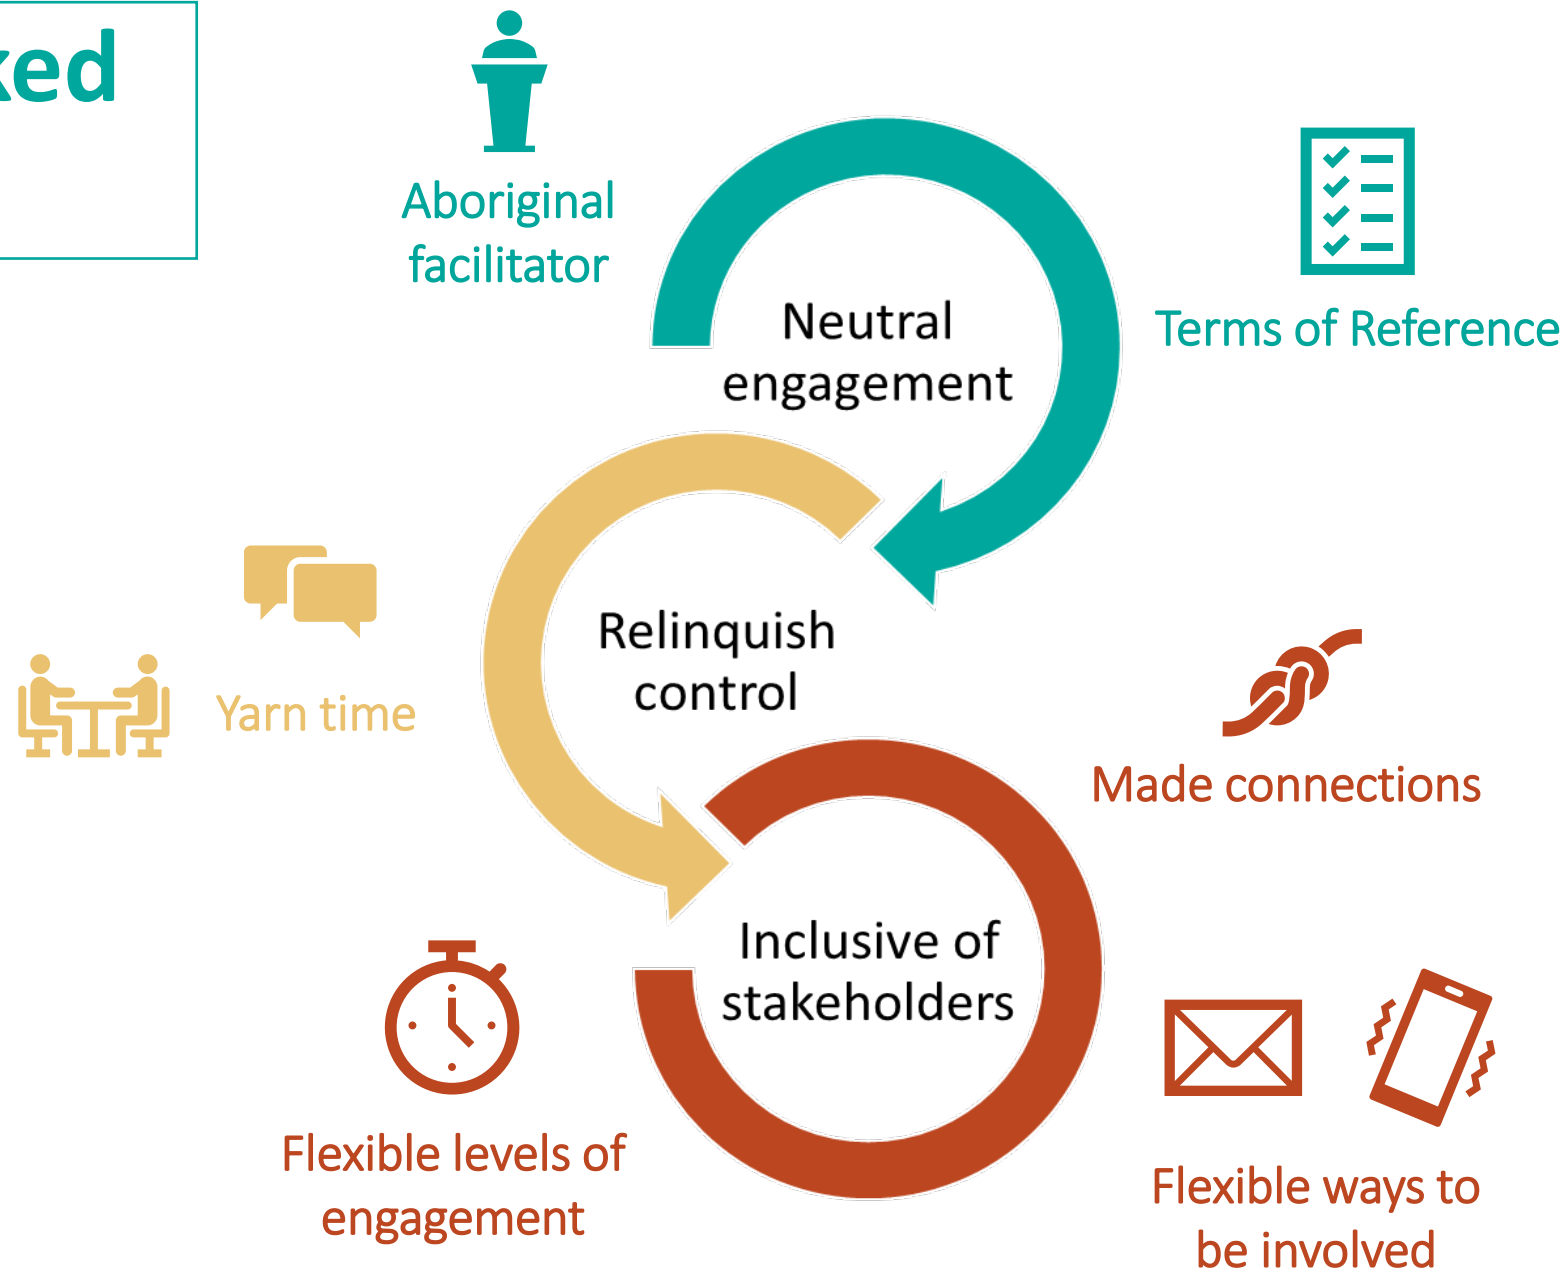 Aboriginal
facilitator
Neutral
engagement
Terms of Reference
Relinquish
control
Yarn time
Made connections
Inclusive of
stakeholders
Flexible levels of
engagement
Flexible ways to
be involved